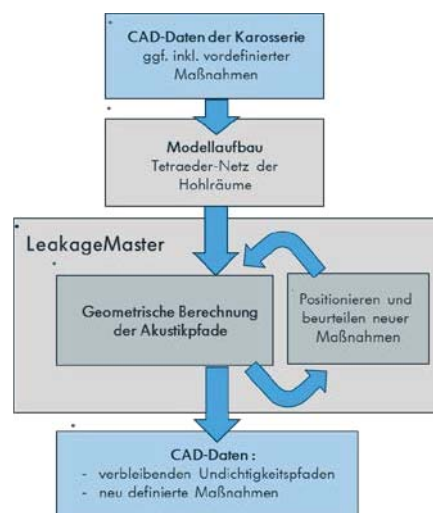 CAD-Daten der Karosserie
ggf. inkl. vordefinierter
Maßnahmen
Modellaufbau
Tetraeder-Netz der
Hohlräume
LeakageMaster
Geometrische Berechnung
der Akustikpfade
Positionieren und
beurteilen neuer
Maßnahmen
CAD-Daten :
- verbleibenden Undichtigkeitspfaden
- neu definierte Maßnahmen